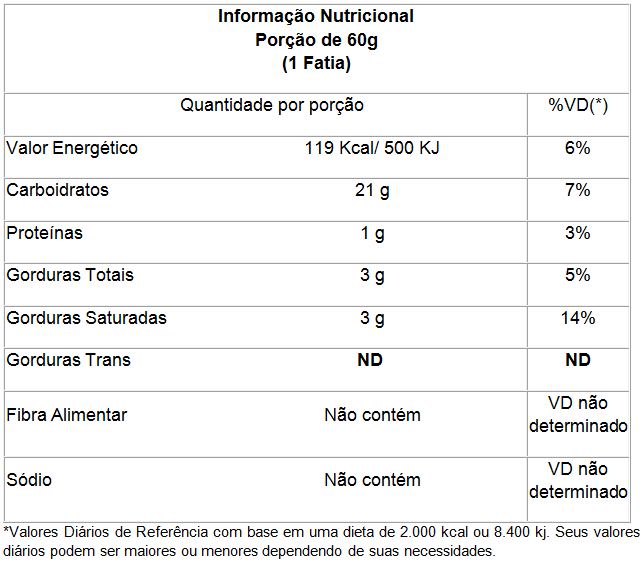 Informação Nutricional
Porção de 60g
(1 Fatia)
Quantidade por porção %VD(*)
Valor Energético 119 Kcal/ 500 KJ 6%
Carboidratos 21 g 7%
Proteínas 1 g 3%
Gorduras Totais 3 g 5%
Gorduras Saturadas 3 g 14%
Gorduras Trans ND ND
Fibra Alimentar Não contém VD não
determinado
Sódio Não contém VD não
determinado
*Valores Diários de Referência com base em uma dieta de 2.000 kcal ou 8.400 kj. Seus valores
diários podem ser maiores ou menores dependendo de suas necessidades.